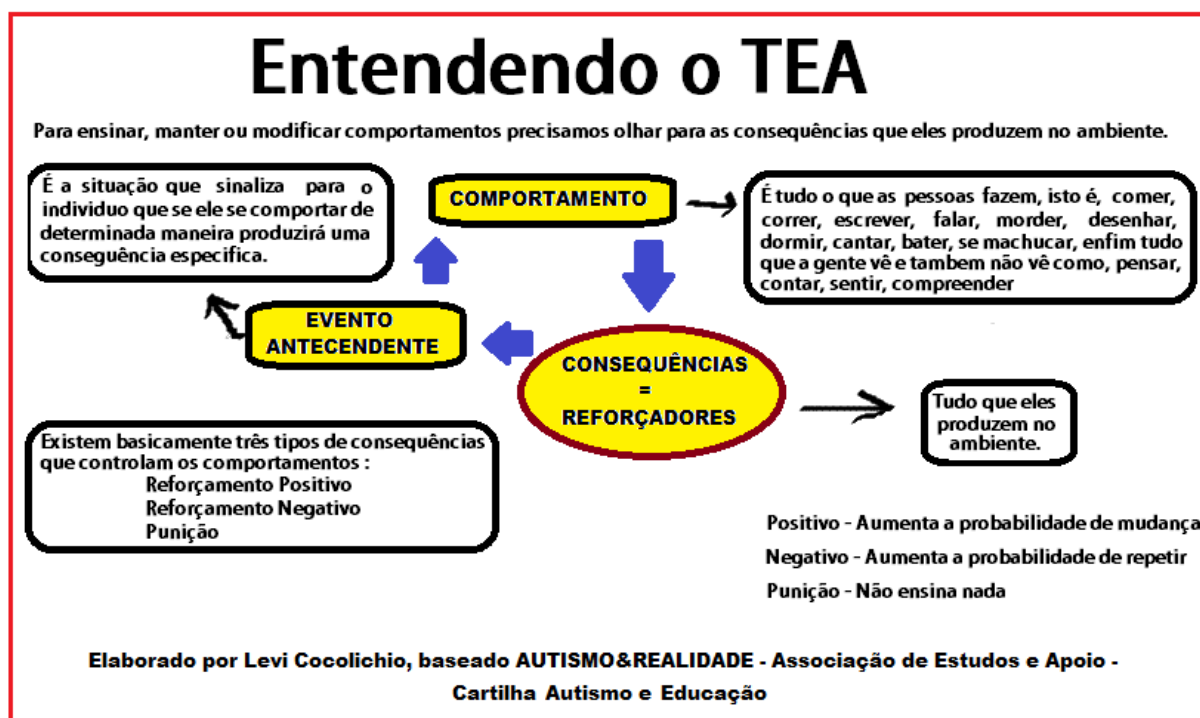 Entendendo o TEA
Para ensinar, manter ou modificar comportamentos precisamos olhar para as consequências que eles produzem no ambiente.
É a situação que sinaliza para o
individuo que se ele se comportar de
determinada maneira produzirá uma
conseguência especifica.
COMPORTAMENTO
É tudo o que as pessoas fazem, isto é, comer,
correr, escrever, falar, morder, desenhar,
dormir, cantar, bater, se machucar, enfim tudo
que a gente vê e tambem não vê como, pensar,
contar, sentir, compreender
EVENTO
ANTECENDENTE
CONSEQUÊNCIAS
=
REFORÇADORES
Tudo que eles
produzem no
ambiente.
Existem basicamente três tipos de consequências
que controlam os comportamentos :
Reforçamento Positivo
Reforçamento Negativo
Punição
Positivo - Aumenta a probabilidade de mudança
Negativo - Aumenta a probabilidade de repetir
Punição - Não ensina nada
Elaborado por Levi Cocolichio, baseado AUTISMO&REALIDADE - Associação de Estudos e Apoio -
Cartilha Autismo e Educação